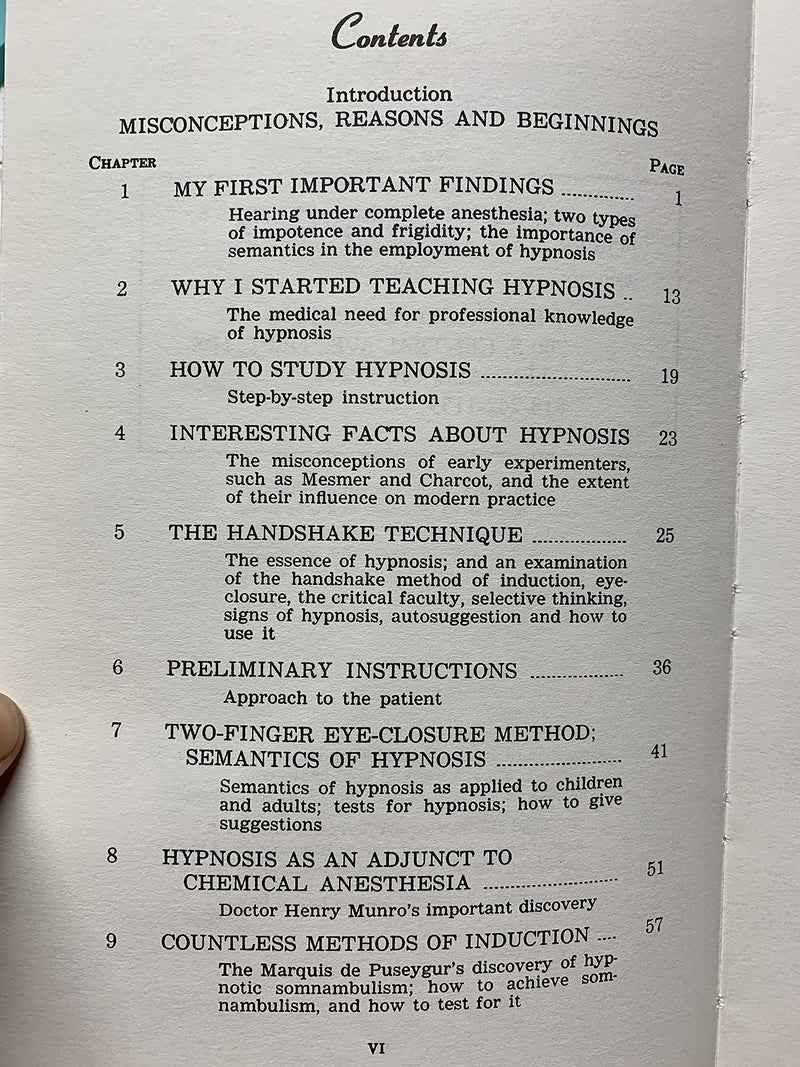 Contents
Introduction
MISCONCEPTIONS, REASONS AND BEGINNINGS
CHAPTER PAGE
1 MY FIRST IMPORTANT FINDINGS .............. 1
Hearing under complete anesthesia; two types
of impotence and frigidity; the importance of
semantics in the employment of hypnosis
2 WHY I STARTED TEACHING HYPNOSIS .. 13
The medical need for professional knowledge
of hypnosis
3 HOW TO STUDY HYPNOSIS ............................ 19
Step-by-step instruction
4 INTERESTING FACTS ABOUT HYPNOSIS 23
The misconceptions of early experimenters,
such as Mesmer and Charcot, and the extent
of their influence on modern practice
5 THE HANDSHAKE TECHNIQUE .................. 25
The essence of hypnosis; and an examination
of the handshake method of induction, eye-
closure, the critical faculty, selective thinking,
signs of hypnosis, autosuggestion and how to
use it
6 PRELIMINARY INSTRUCTIONS .................. 36
Approach to the patient
7 TWO-FINGER EYE-CLOSURE METHOD;
SEMANTICS OF HYPNOSIS ........................ 41
Semantics of hypnosis as applied to children
and adults; tests for hypnosis; how to give
suggestions
8 HYPNOSIS AS AN ADJUNCT TO
CHEMICAL ANESTHESIA .......................... 51
Doctor Henry Munro's important discovery
9 COUNTLESS METHODS OF INDUCTION .... 57
The Marquis de Puseygur's discovery of hyp-
notic somnambulism; how to achieve som-
nambulism, and how to test for it
VI